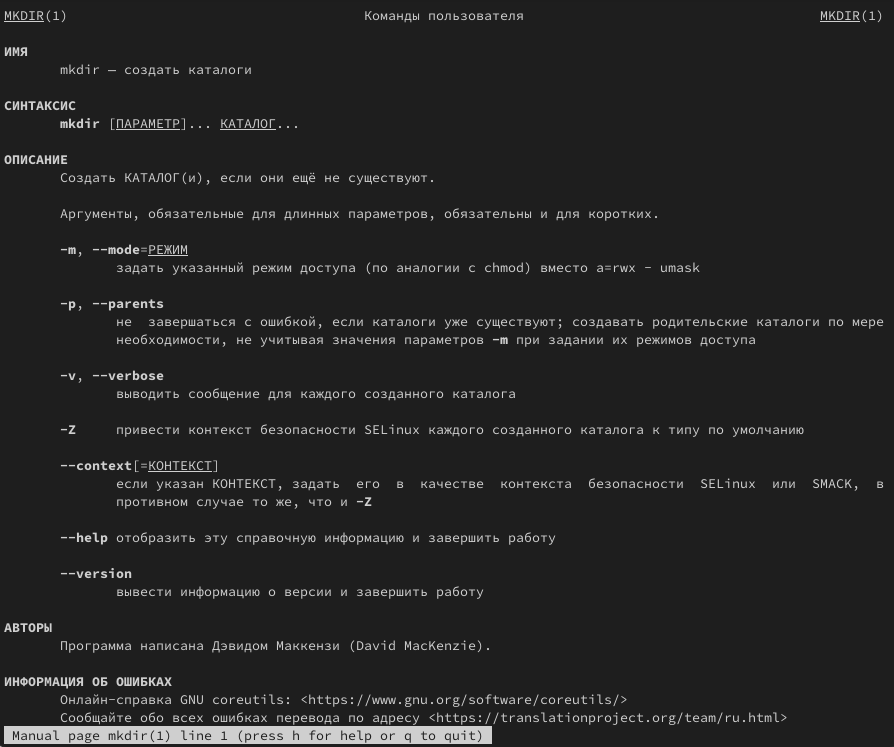 MKDIR(1) Команды пользователя MKDIR(1)
ИМЯ
mkdir — создать каталоги
СИНТАКСИС
mkdir [ПАРАМЕТР]... КАТАЛОГ...
ОПИСАНИЕ
Создать КАТАЛОГ(и), если они ещё не существуют.
Аргументы, обязательные для длинных параметров, обязательны и для коротких.
-m, --mode=РЕЖИМ
задать указанный режим доступа (по аналогии с chmod) вместо a=rwx - umask
-p, --parents
не завершаться с ошибкой, если каталоги уже существуют; создавать родительские каталоги по мере
необходимости, не учитывая значения параметров -m при задании их режимов доступа
-v, --verbose
выводить сообщение для каждого созданного каталога
-Z привести контекст безопасности SELinux каждого созданного каталога к типу по умолчанию
--context[=КОНТЕКСТ]
если указан КОНТЕКСТ, задать его в качестве контекста безопасности SELinux или SMACK, в
противном случае то же, что и -Z
--help отобразить эту справочную информацию и завершить работу
--version
вывести информацию о версии и завершить работу
АВТОРЫ
Программа написана Дэвидом Маккензи (David MacKenzie).
ИНФОРМАЦИЯ ОБ ОШИБКАХ
Онлайн-справка GNU coreutils: <https://www.gnu.org/software/coreutils/>
Сообщайте обо всех ошибках перевода по адресу <https://translationproject.org/team/ru.html>
Manual page mkdir(1) line 1 (press h for help or q to quit)